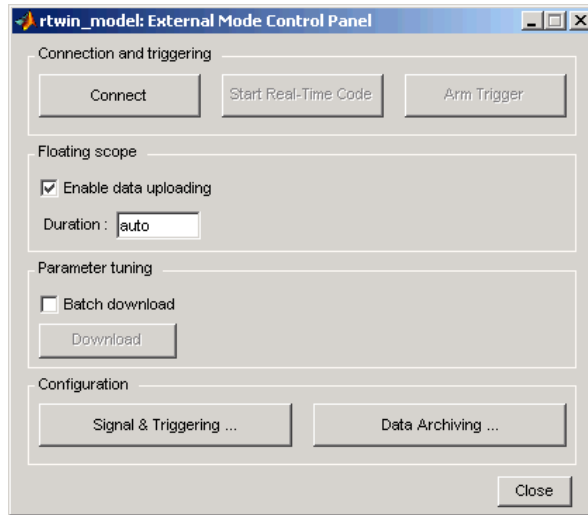 rtwin_model: External Mode Control Panel
Connection and triggering
Connect Start Real-Time Code Arm Trigger
Floating scope
Enable data uploading
Duration : auto
Parameter tuning
Batch download
Download
Configuration
Signal & Triggering ... Data Archiving ...
Close